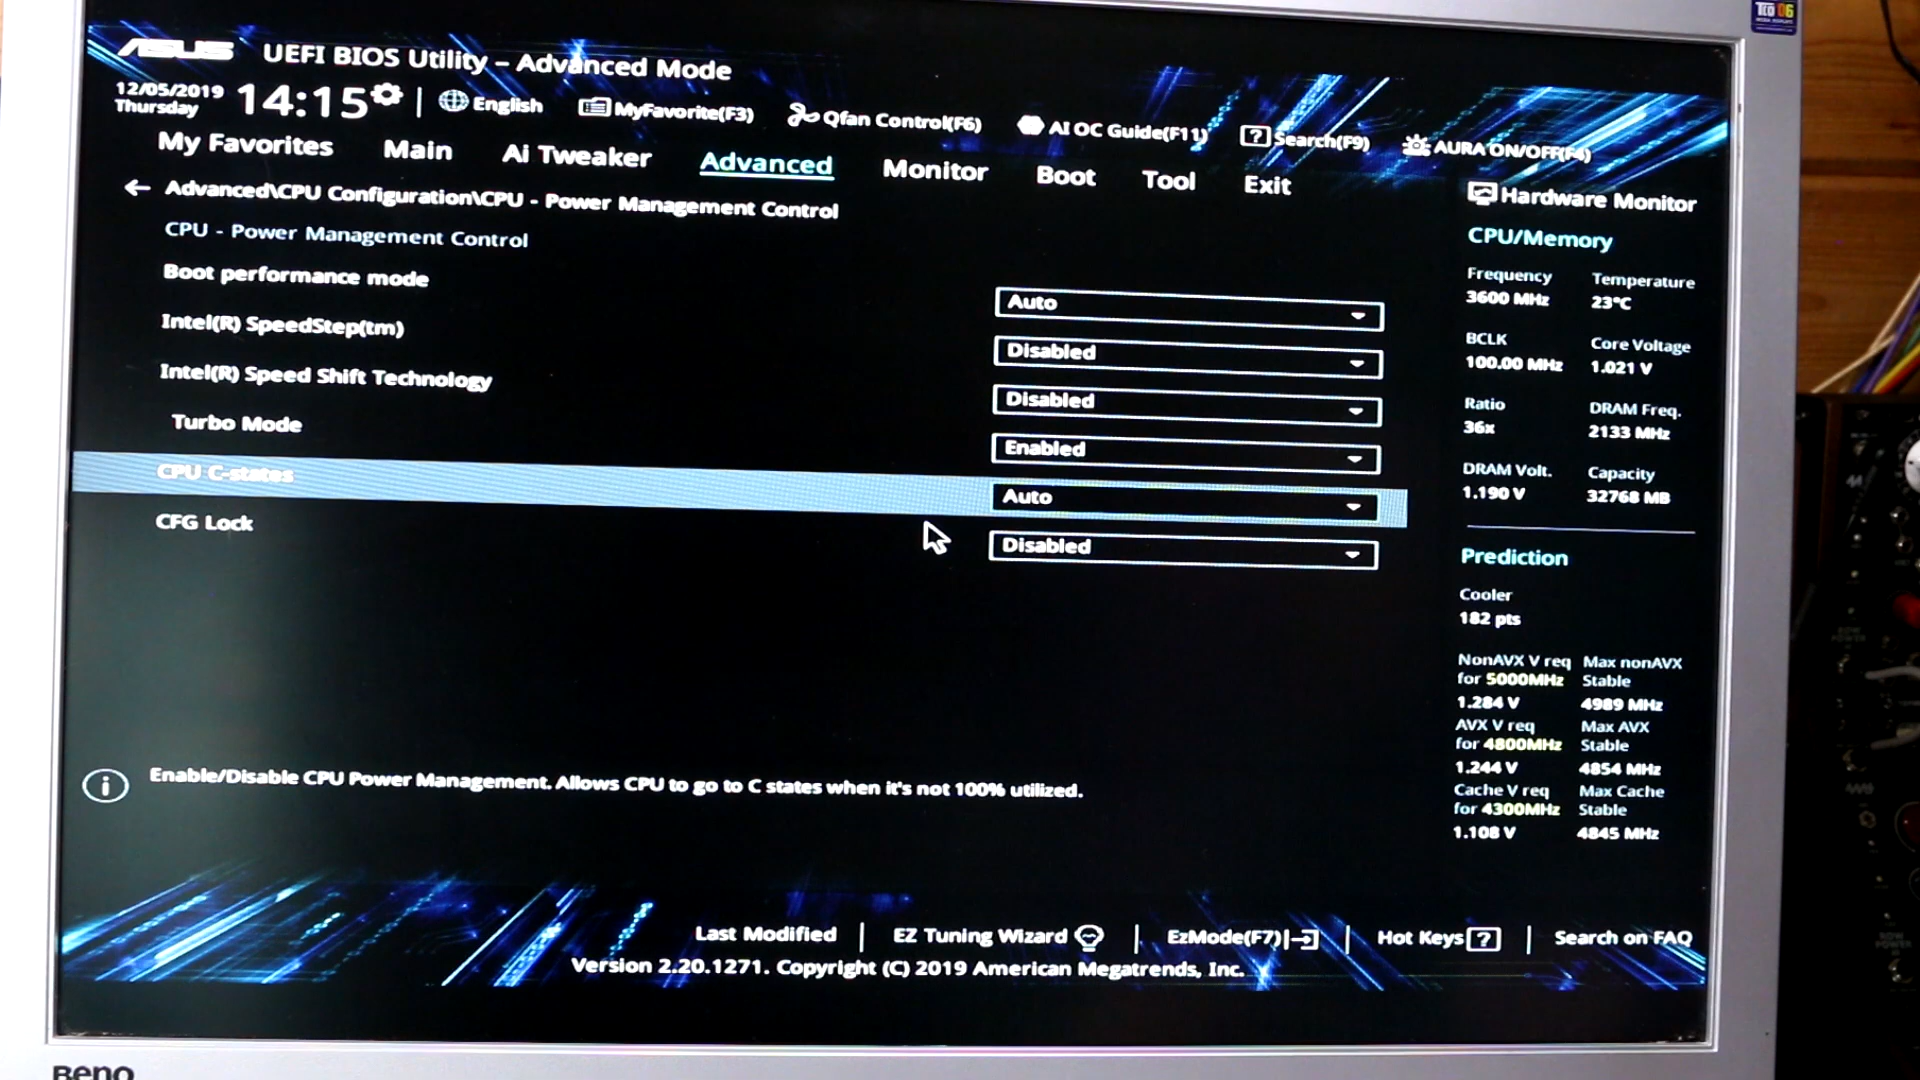 ASUS UEFI BIOS Utility – Advanced Mode
12/05/2019
Thursday
14:15
English
MyFavorite(F3)
Qfan Control(F6)
AI OC Guide(F11)
Search(F9)
AURA ON/OFF(F4)
My Favorites Main Ai Tweaker Advanced Monitor Boot Tool Exit
Advanced\CPU Configuration\CPU - Power Management Control
CPU - Power Management Control
Boot performance mode Auto
Intel(R) SpeedStep(tm) Disabled
Intel(R) Speed Shift Technology Disabled
Turbo Mode Enabled
CPU C-states Auto
CFG Lock Disabled
Enable/Disable CPU Power Management. Allows CPU to go to C states when it's not 100% utilized.
Hardware Monitor
CPU/Memory
Frequency Temperature
3600 MHz 23°C
BCLK Core Voltage
100.00 MHz 1.021 V
Ratio DRAM Freq.
36x 2133 MHz
DRAM Volt. Capacity
1.190 V 32768 MB
Prediction
Cooler
182 pts
NonAVX V req Max nonAVX
for 5000MHz Stable
1.284 V 4989 MHz
AVX V req Max AVX
for 4800MHz Stable
1.244 V 4854 MHz
Cache V req Max Cache
for 4300MHz Stable
1.108 V 4845 MHz
Last Modified EZ Tuning Wizard EzMode(F7) Hot Keys ? Search on FAQ
Version 2.20.1271. Copyright (C) 2019 American Megatrends, Inc.
BenQ
TCO 06